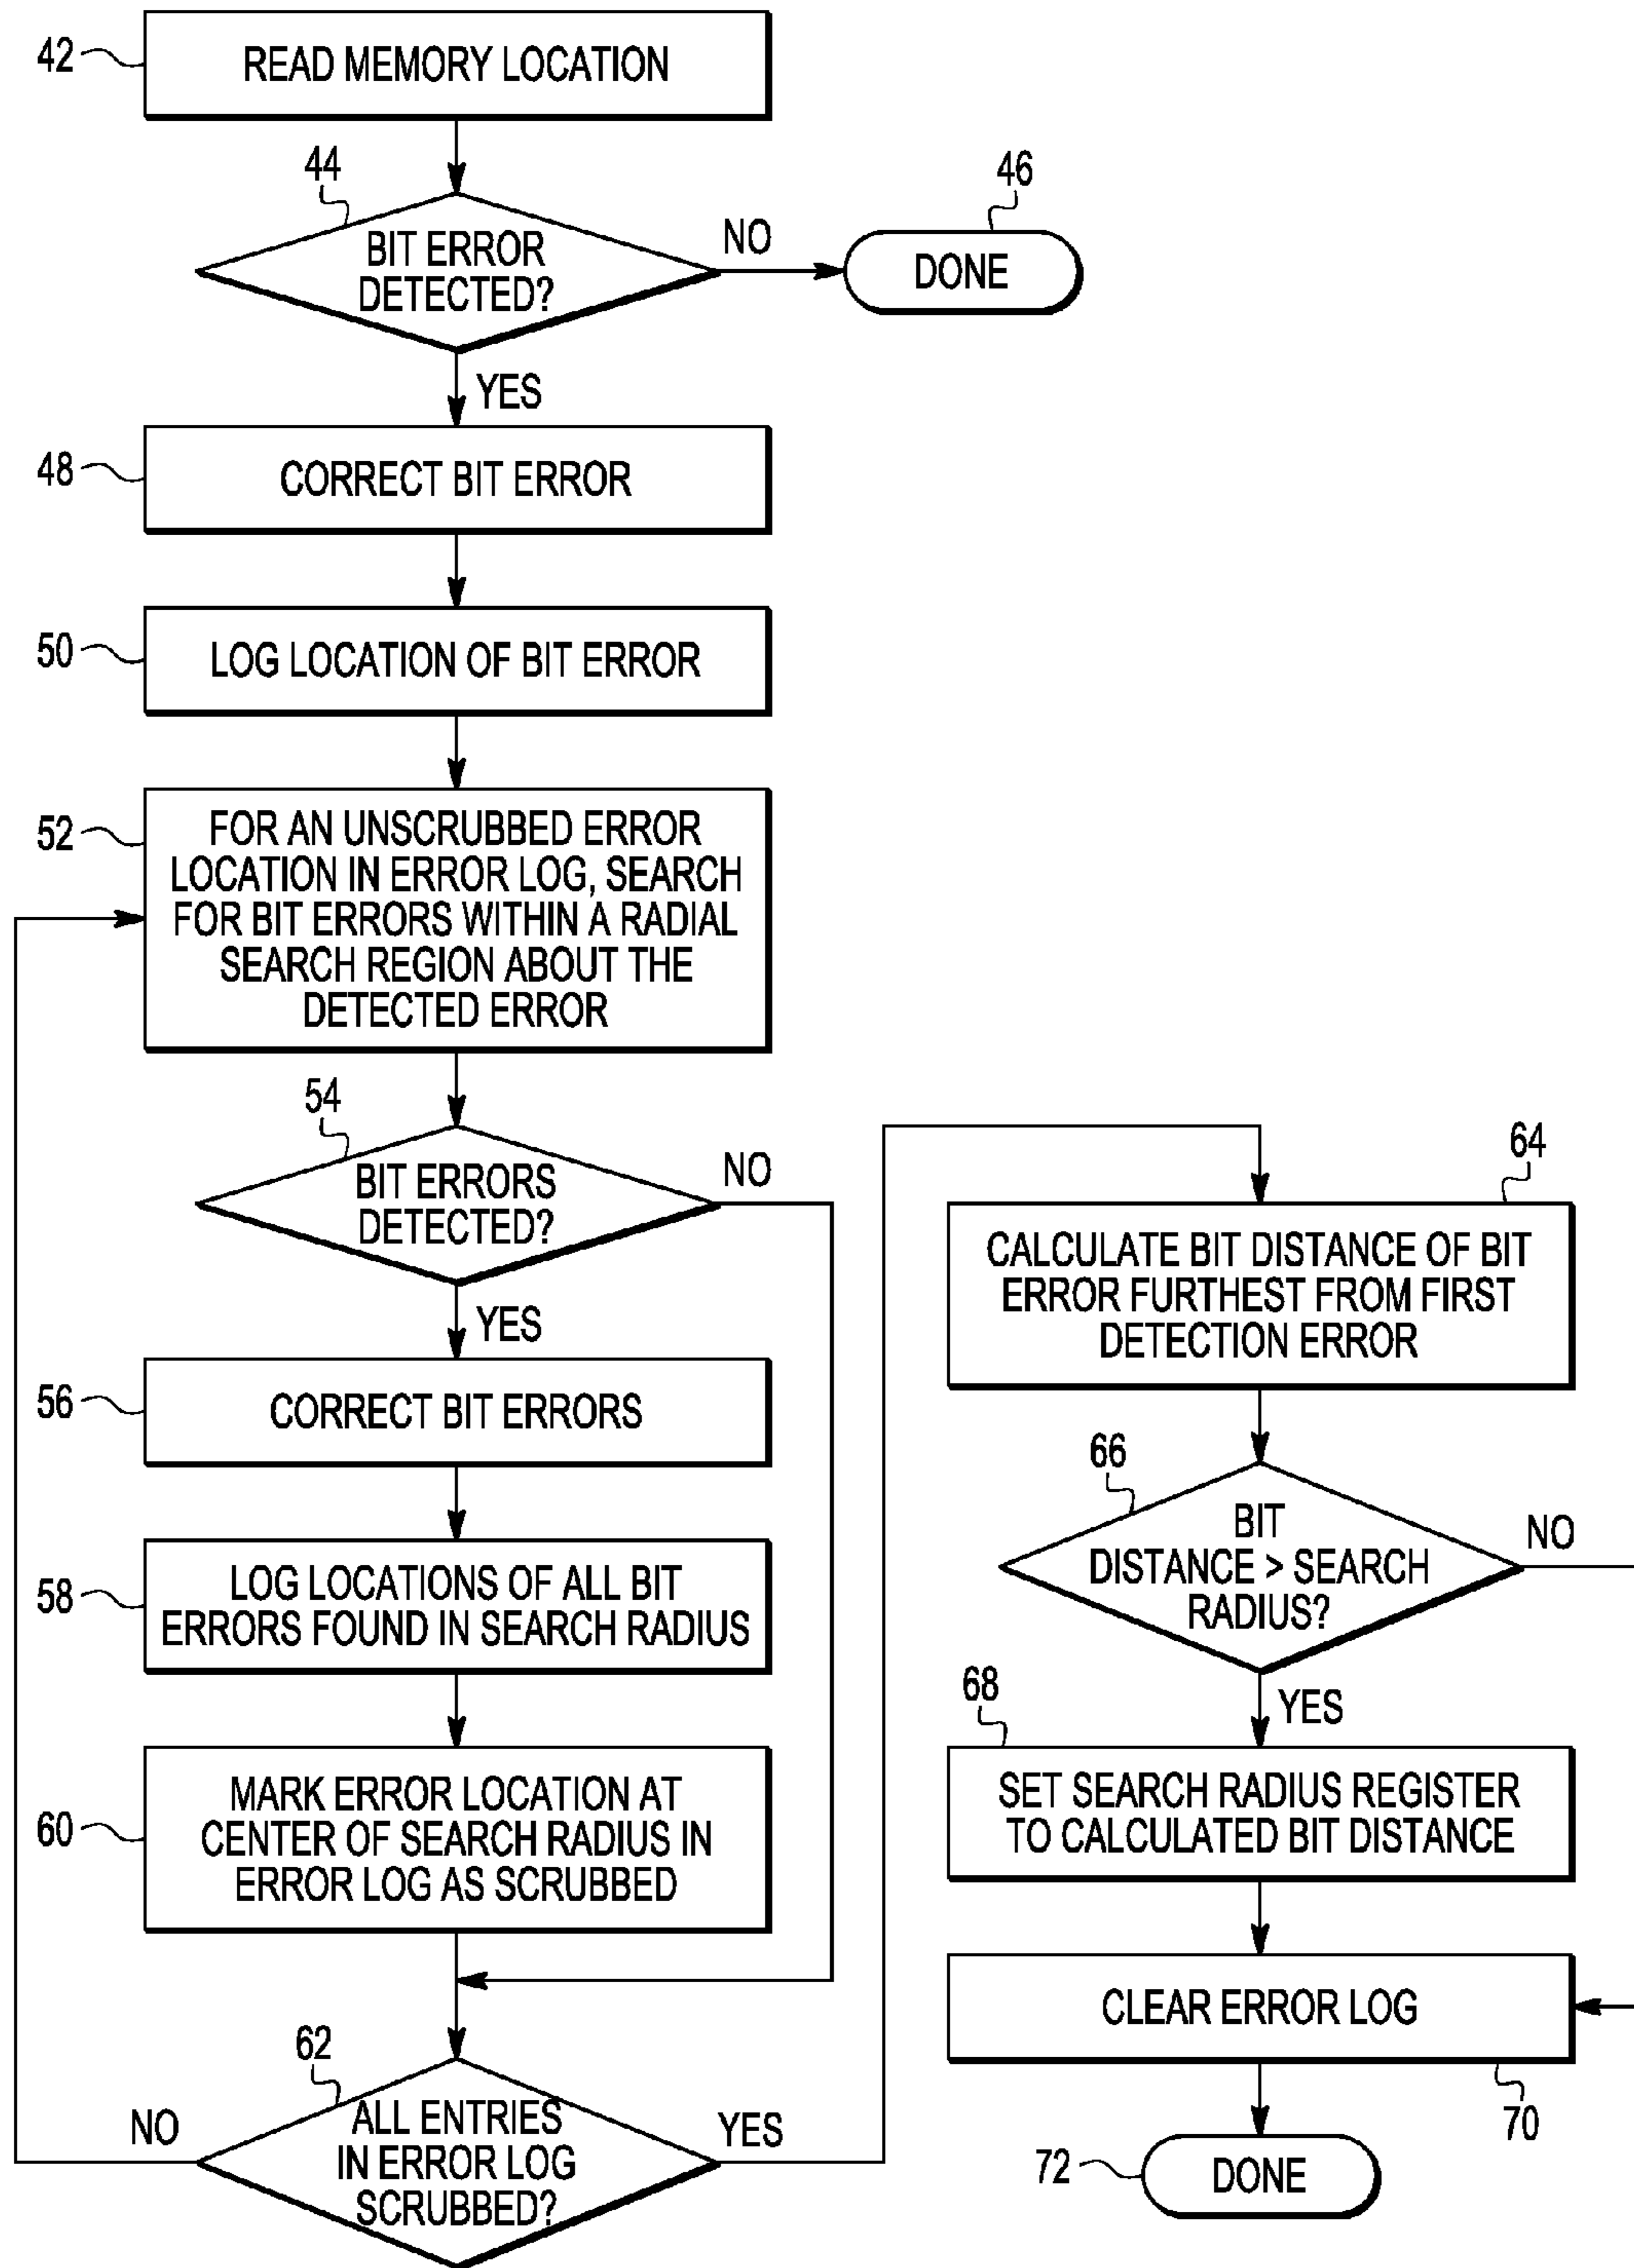 42
READ MEMORY LOCATION
44
BIT ERROR
DETECTED?
NO
46
DONE
YES
48
CORRECT BIT ERROR
50
LOG LOCATION OF BIT ERROR
52
FOR AN UNSCRUBBED ERROR
LOCATION IN ERROR LOG, SEARCH
FOR BIT ERRORS WITHIN A RADIAL
SEARCH REGION ABOUT THE
DETECTED ERROR
54
BIT ERRORS
DETECTED?
NO
YES
56
CORRECT BIT ERRORS
58
LOG LOCATIONS OF ALL BIT
ERRORS FOUND IN SEARCH RADIUS
60
MARK ERROR LOCATION AT
CENTER OF SEARCH RADIUS IN
ERROR LOG AS SCRUBBED
62
ALL ENTRIES
IN ERROR LOG
SCRUBBED?
NO
YES
64
CALCULATE BIT DISTANCE OF BIT
ERROR FURTHEST FROM FIRST
DETECTION ERROR
66
BIT
DISTANCE > SEARCH
RADIUS?
NO
YES
68
SET SEARCH RADIUS REGISTER
TO CALCULATED BIT DISTANCE
CLEAR ERROR LOG
70
72
DONE